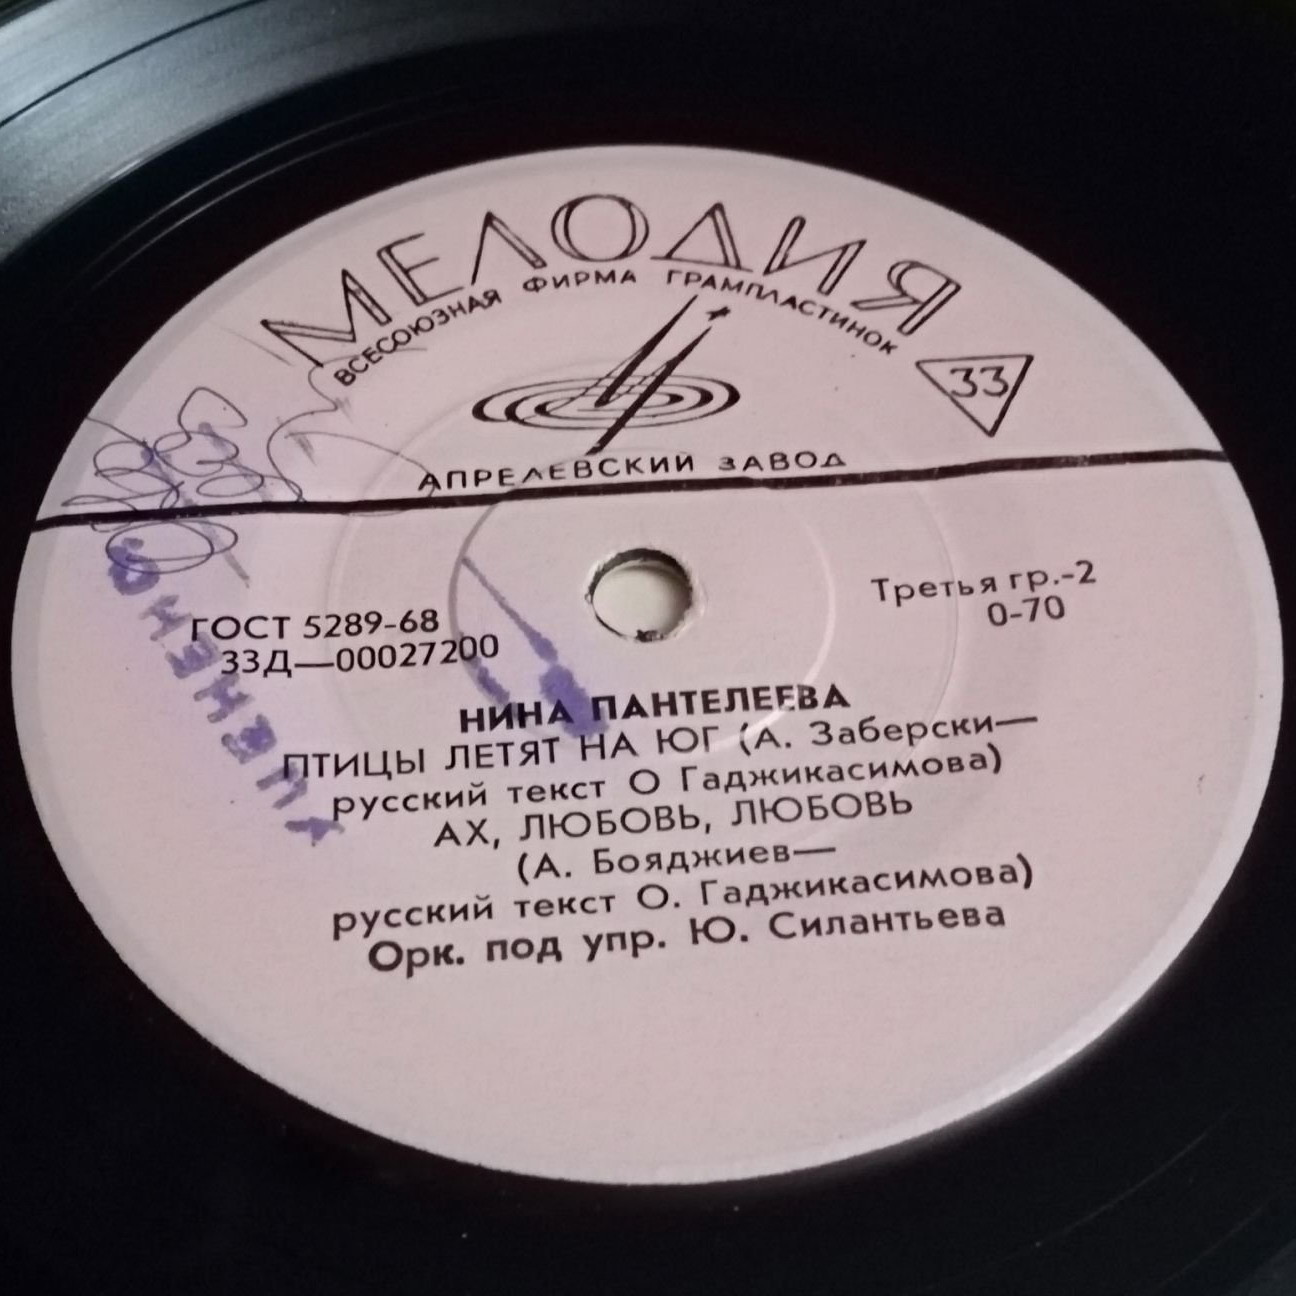 МЕЛОДИЯ
ВСЕСОЮЗНАЯ ФИРМА ГРАМПЛАСТИНОК
33
АПРЕЛЕВСКИЙ ЗАВОД
ГОСТ 5289-68
33Д—00027200
Третья гр.-2
0-70
НИНА ПАНТЕЛЕЕВА
ПТИЦЫ ЛЕТЯТ НА ЮГ (А. Заберски—
русский текст О Гаджикасимова)
АХ, ЛЮБОВЬ, ЛЮБОВЬ
(А. Бояджиев—
русский текст О. Гаджикасимова)
Орк. под упр. Ю. Силантьева